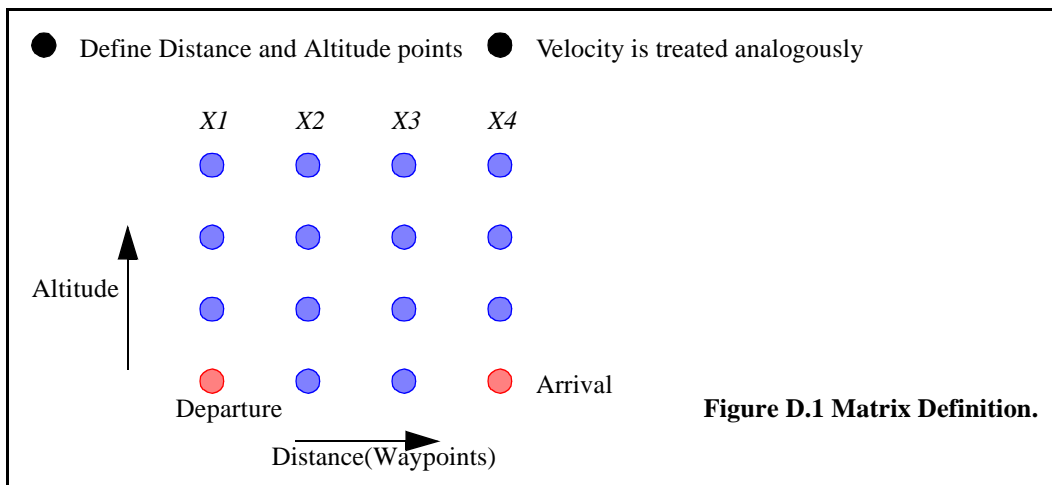 Define Distance and Altitude points
Velocity is treated analogously
X1 X2 X3 X4
Altitude
Arrival
Departure
Figure D.1 Matrix Definition.
Distance(Waypoints)